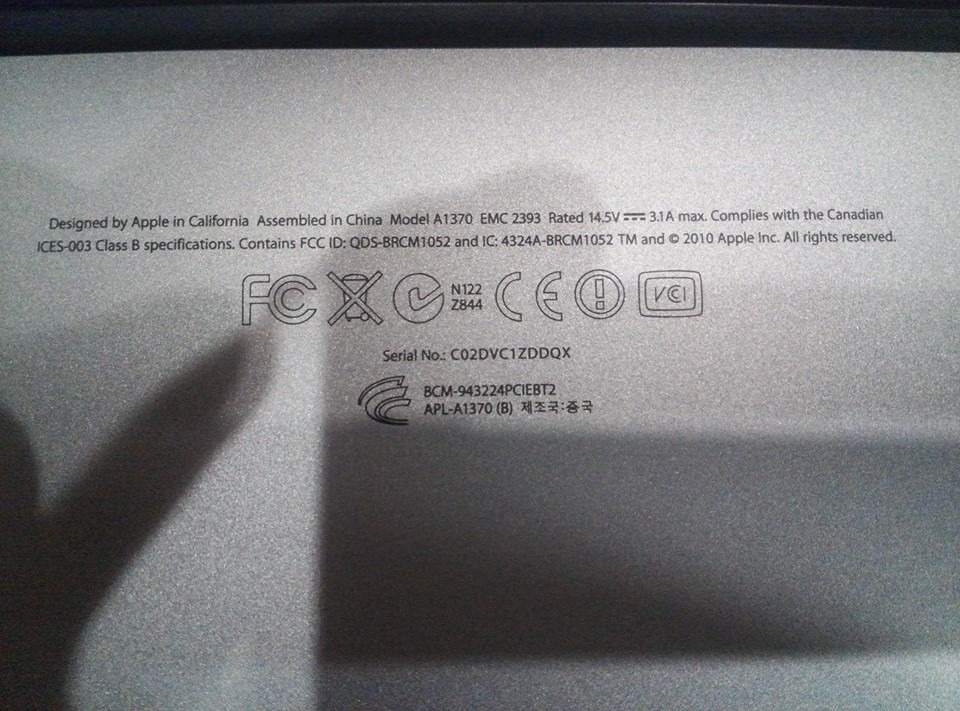 Designed by Apple in California Assembled in China Model A1370 EMC 2393 Rated 14.5V ⎓ 3.1A max. Complies with the Canadian
ICES-003 Class B specifications. Contains FCC ID: QDS-BRCM1052 and IC: 4324A-BRCM1052 TM and © 2010 Apple Inc. All rights reserved.
FC N122 CE ! VCI
Z844
Serial No.: C02DVC1ZDDQX
BCM-943224PCIEBT2
APL-A1370 (B) 제조국:중국